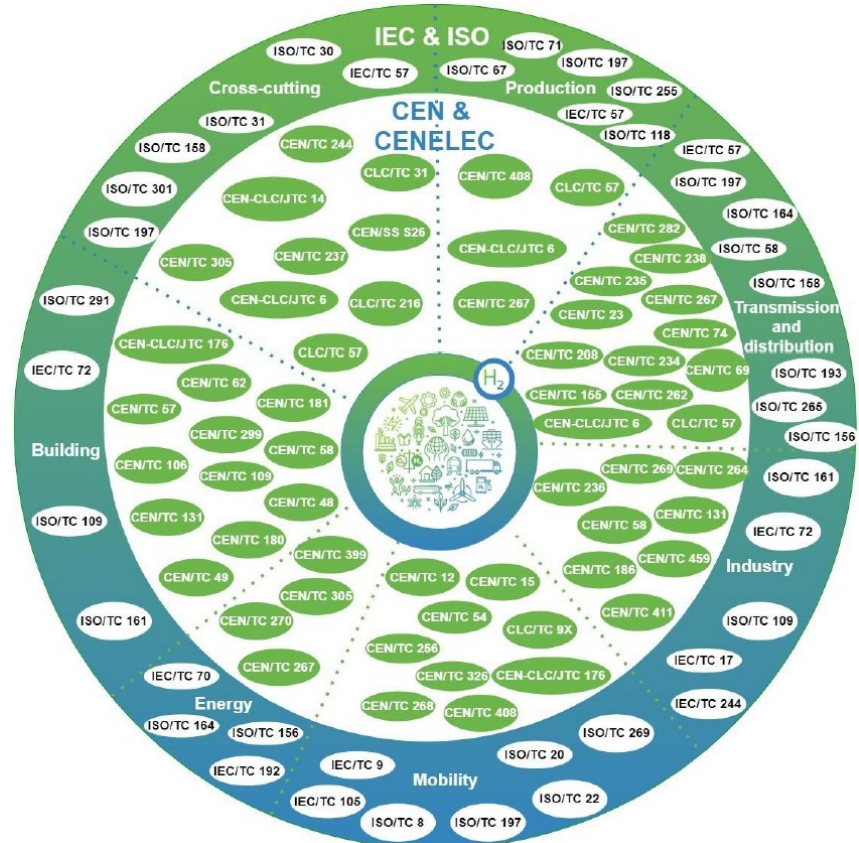 IEC & ISO
Cross-cutting
ISO/TC 30
IEC/TC 57
ISO/TC 31
ISO/TC 158
ISO/TC 301
ISO/TC 197
Production
ISO/TC 71
ISO/TC 67
ISO/TC 197
ISO/TC 255
IEC/TC 57
ISO/TC 118
IEC/TC 57
ISO/TC 197
ISO/TC 164
ISO/TC 58
ISO/TC 158
Transmission
and
distribution
ISO/TC 193
ISO/TC 265
ISO/TC 156
ISO/TC 161
IEC/TC 72
Industry
ISO/TC 109
IEC/TC 17
IEC/TC 244
ISO/TC 269
ISO/TC 20
Mobility
ISO/TC 22
ISO/TC 197
ISO/TC 8
IEC/TC 9
IEC/TC 105
Energy
IEC/TC 70
ISO/TC 164
ISO/TC 156
IEC/TC 192
Building
ISO/TC 291
IEC/TC 72
ISO/TC 109
ISO/TC 161
CEN &
CENELEC
CEN/TC 244
CLC/TC 31
CEN-CLC/JTC 14
CEN/SS S26
CEN/TC 237
CEN/TC 305
CEN-CLC/JTC 6
CLC/TC 216
CLC/TC 57
CEN/TC 408
CLC/TC 57
CEN-CLC/JTC 6
CEN/TC 267
CEN/TC 282
CEN/TC 238
CEN/TC 235
CEN/TC 267
CEN/TC 23
CEN/TC 74
CEN/TC 208
CEN/TC 234
CEN/TC 69
CEN/TC 155
CEN/TC 262
CEN-CLC/JTC 6
CLC/TC 57
CEN/TC 269
CEN/TC 264
CEN/TC 236
CEN/TC 131
CEN/TC 58
CEN/TC 459
CEN/TC 186
CEN/TC 411
CEN/TC 12
CEN/TC 15
CEN/TC 54
CLC/TC 9X
CEN/TC 256
CEN/TC 326
CEN-CLC/JTC 176
CEN/TC 268
CEN/TC 408
CEN/TC 399
CEN/TC 305
CEN/TC 270
CEN/TC 267
CEN-CLC/JTC 176
CEN/TC 62
CEN/TC 181
CEN/TC 57
CEN/TC 299
CEN/TC 58
CEN/TC 106
CEN/TC 109
CEN/TC 48
CEN/TC 131
CEN/TC 180
CEN/TC 49
H₂